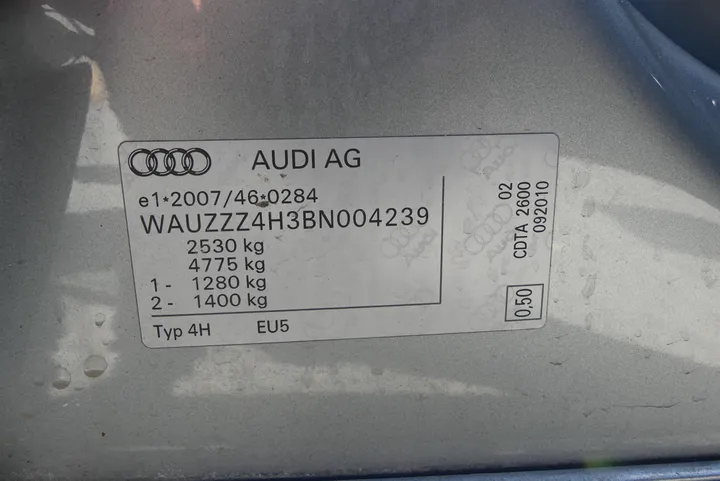 AUDI AG
e1*2007/46*0284
WAUZZZ4H3BN004239
2530 kg
4775 kg
1 - 1280 kg
2 - 1400 kg
Typ 4H EU5
02
CDTA 2600
092010
0,50